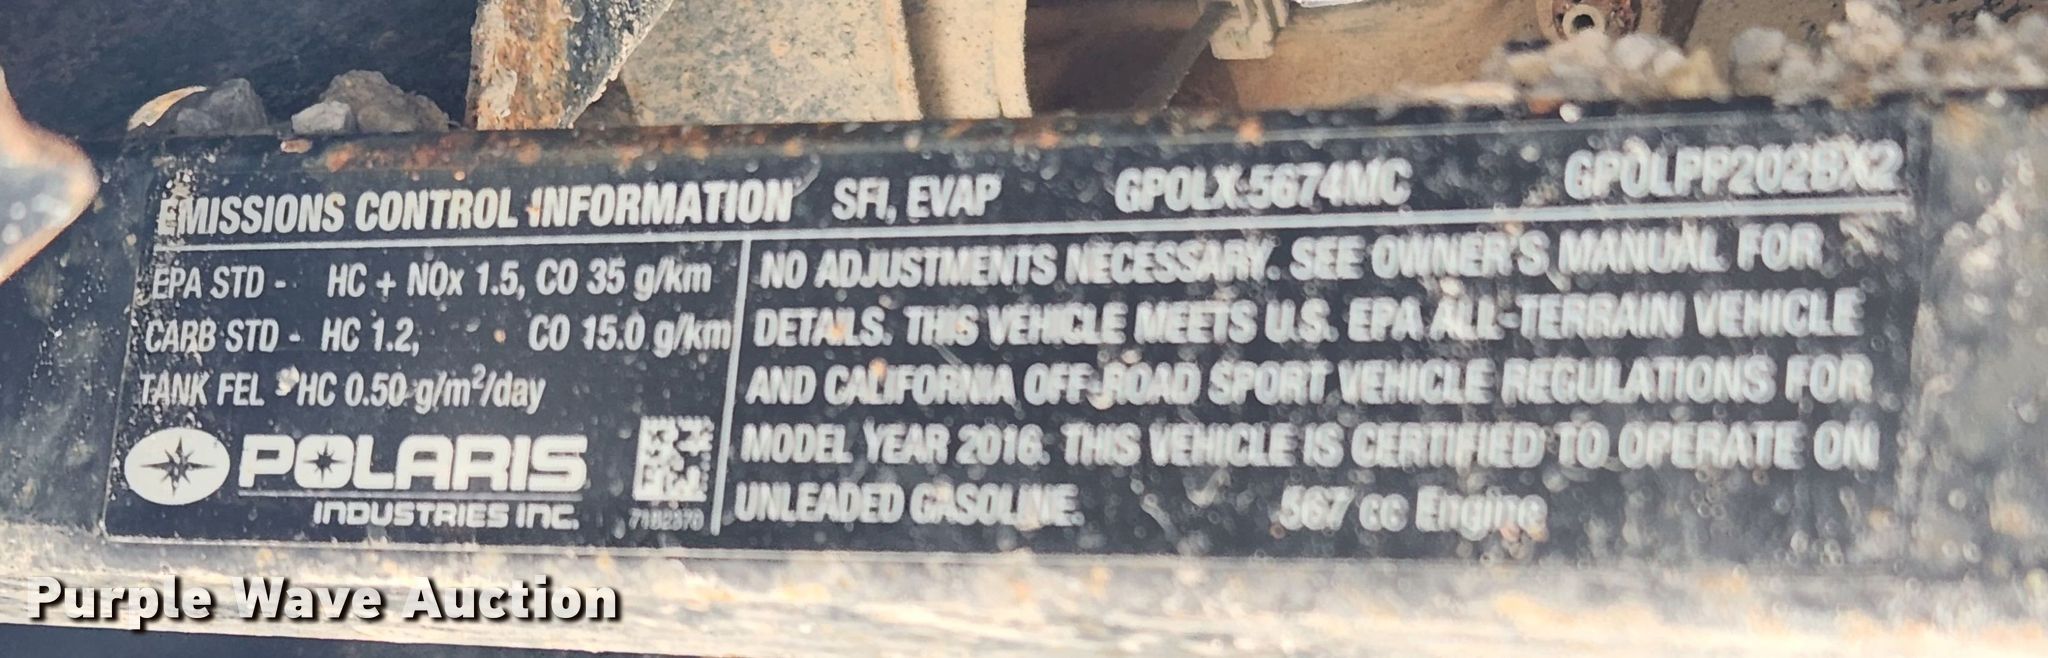 EMISSIONS CONTROL INFORMATION SFI, EVAP GPOLX.5674MC GPOLPP202BX2
EPA STD - HC + NOx 1.5, CO 35 g/km
CARB STD - HC 1.2, CO 15.0 g/km
TANK FEL - HC 0.50 g/m²/day
POLARIS
INDUSTRIES INC.
7182370
NO ADJUSTMENTS NECESSARY. SEE OWNER'S MANUAL FOR
DETAILS. THIS VEHICLE MEETS U.S. EPA ALL-TERRAIN VEHICLE
AND CALIFORNIA OFF-ROAD SPORT VEHICLE REGULATIONS FOR
MODEL YEAR 2016. THIS VEHICLE IS CERTIFIED TO OPERATE ON
UNLEADED GASOLINE. 567 cc Engine
Purple Wave Auction